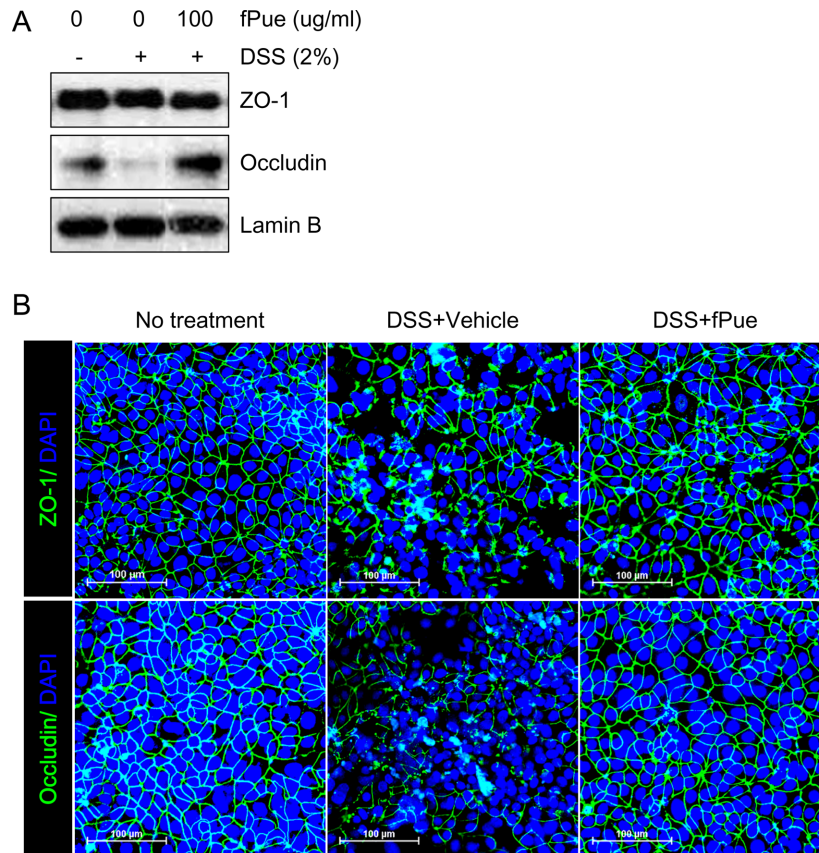 A
0 0 100 fPue (ug/ml)
- + + DSS (2%)
ZO-1
Occludin
Lamin B
B
No treatment DSS+Vehicle DSS+fPue
ZO-1/ DAPI
100 µm 100 µm 100 µm
Occludin/ DAPI
100 µm 100 µm 100 µm